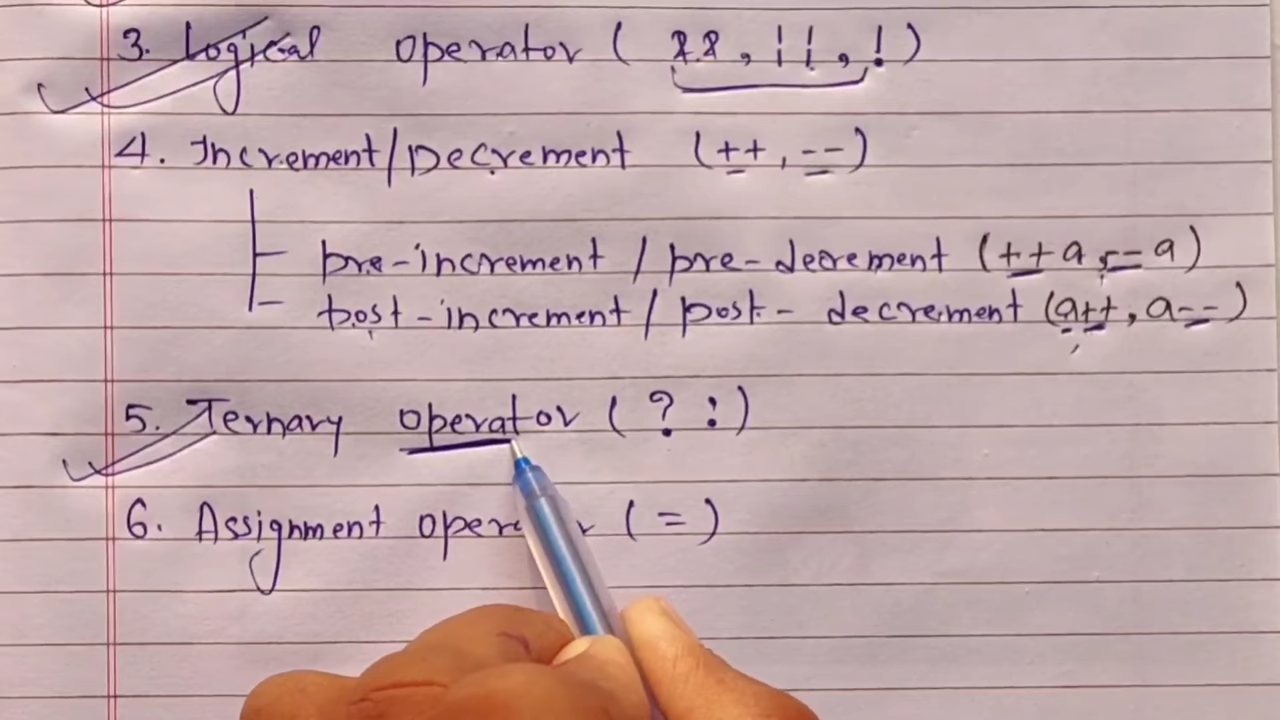 3. Logical operator ( &&, ||, ! )
4. Increment/Decrement (++, --)
pre-increment / pre-decrement (++a, --a)
post-increment / post- decrement (a++, a--)
5. Ternary operator ( ? : )
6. Assignment operator ( = )